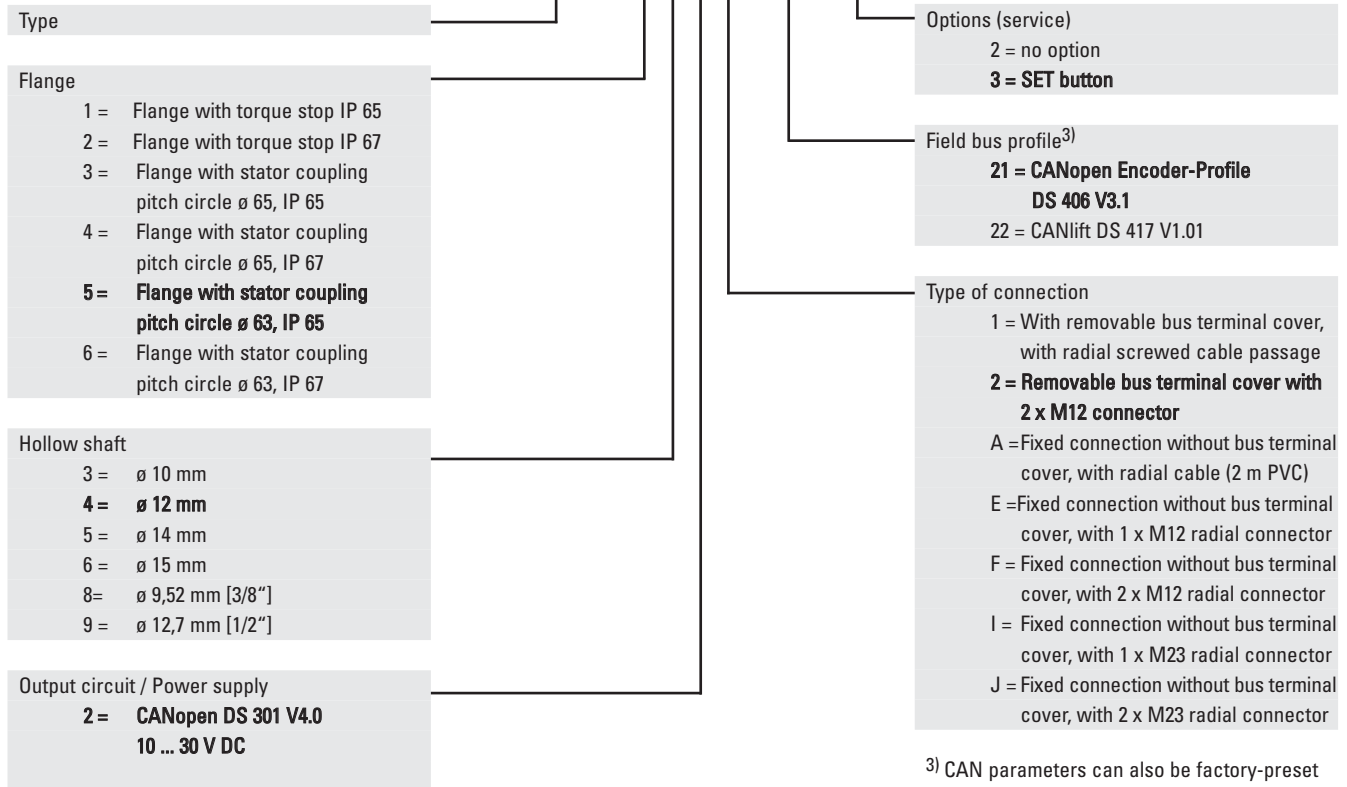 Type
Flange
1 = Flange with torque stop IP 65
2 = Flange with torque stop IP 67
3 = Flange with stator coupling
pitch circle ø 65, IP 65
4 = Flange with stator coupling
pitch circle ø 65, IP 67
5 = Flange with stator coupling
pitch circle ø 63, IP 65
6 = Flange with stator coupling
pitch circle ø 63, IP 67
Hollow shaft
3 = ø 10 mm
4 = ø 12 mm
5 = ø 14 mm
6 = ø 15 mm
8= ø 9,52 mm [3/8“]
9 = ø 12,7 mm [1/2“]
Output circuit / Power supply
2 = CANopen DS 301 V4.0
10 ... 30 V DC
Options (service)
2 = no option
3 = SET button
Field bus profile3)
21 = CANopen Encoder-Profile
DS 406 V3.1
22 = CANlift DS 417 V1.01
Type of connection
1 = With removable bus terminal cover,
with radial screwed cable passage
2 = Removable bus terminal cover with
2 x M12 connector
A =Fixed connection without bus terminal
cover, with radial cable (2 m PVC)
E =Fixed connection without bus terminal
cover, with 1 x M12 radial connector
F = Fixed connection without bus terminal
cover, with 2 x M12 radial connector
I = Fixed connection without bus terminal
cover, with 1 x M23 radial connector
J = Fixed connection without bus terminal
cover, with 2 x M23 radial connector
3) CAN parameters can also be factory-preset